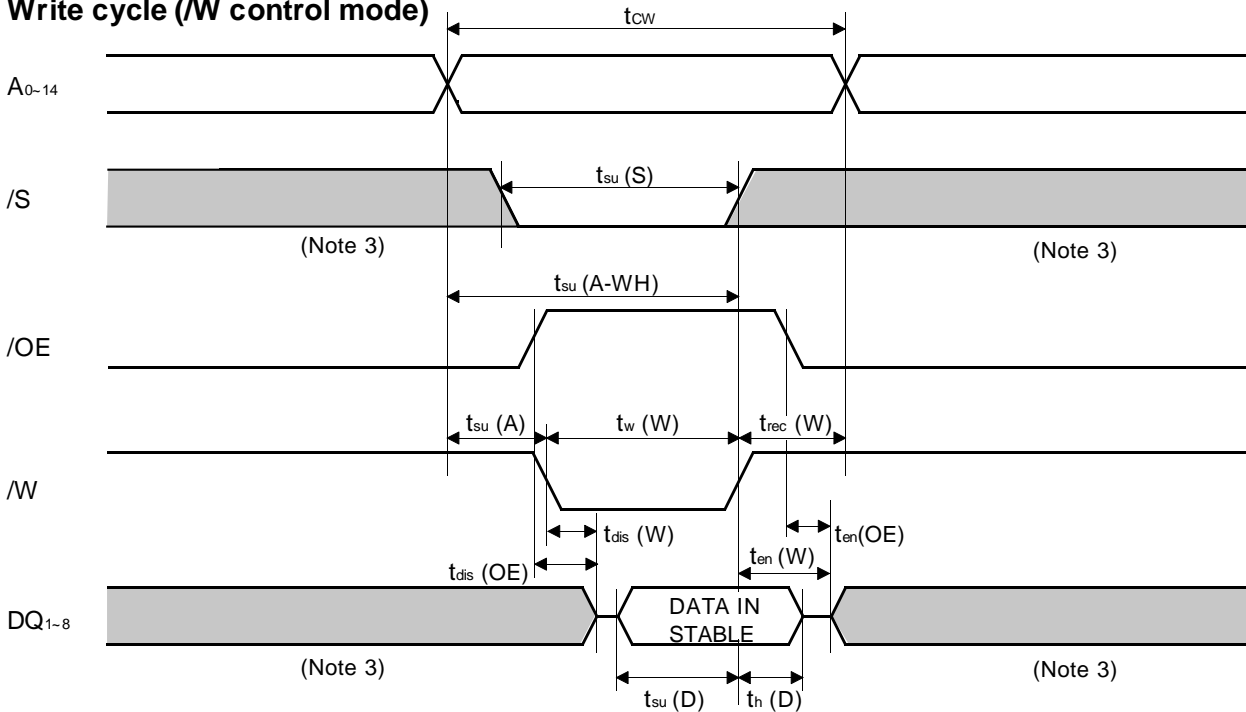 Write cycle (/W control mode)
tCW
A0~14
tsu (S)
/S
(Note 3)
(Note 3)
tsu (A-WH)
/OE
tsu (A)
tw (W)
trec (W)
/W
tdis (W)
ten(OE)
ten (W)
tdis (OE)
DQ1~8
DATA IN
STABLE
(Note 3)
(Note 3)
tsu (D)
th (D)